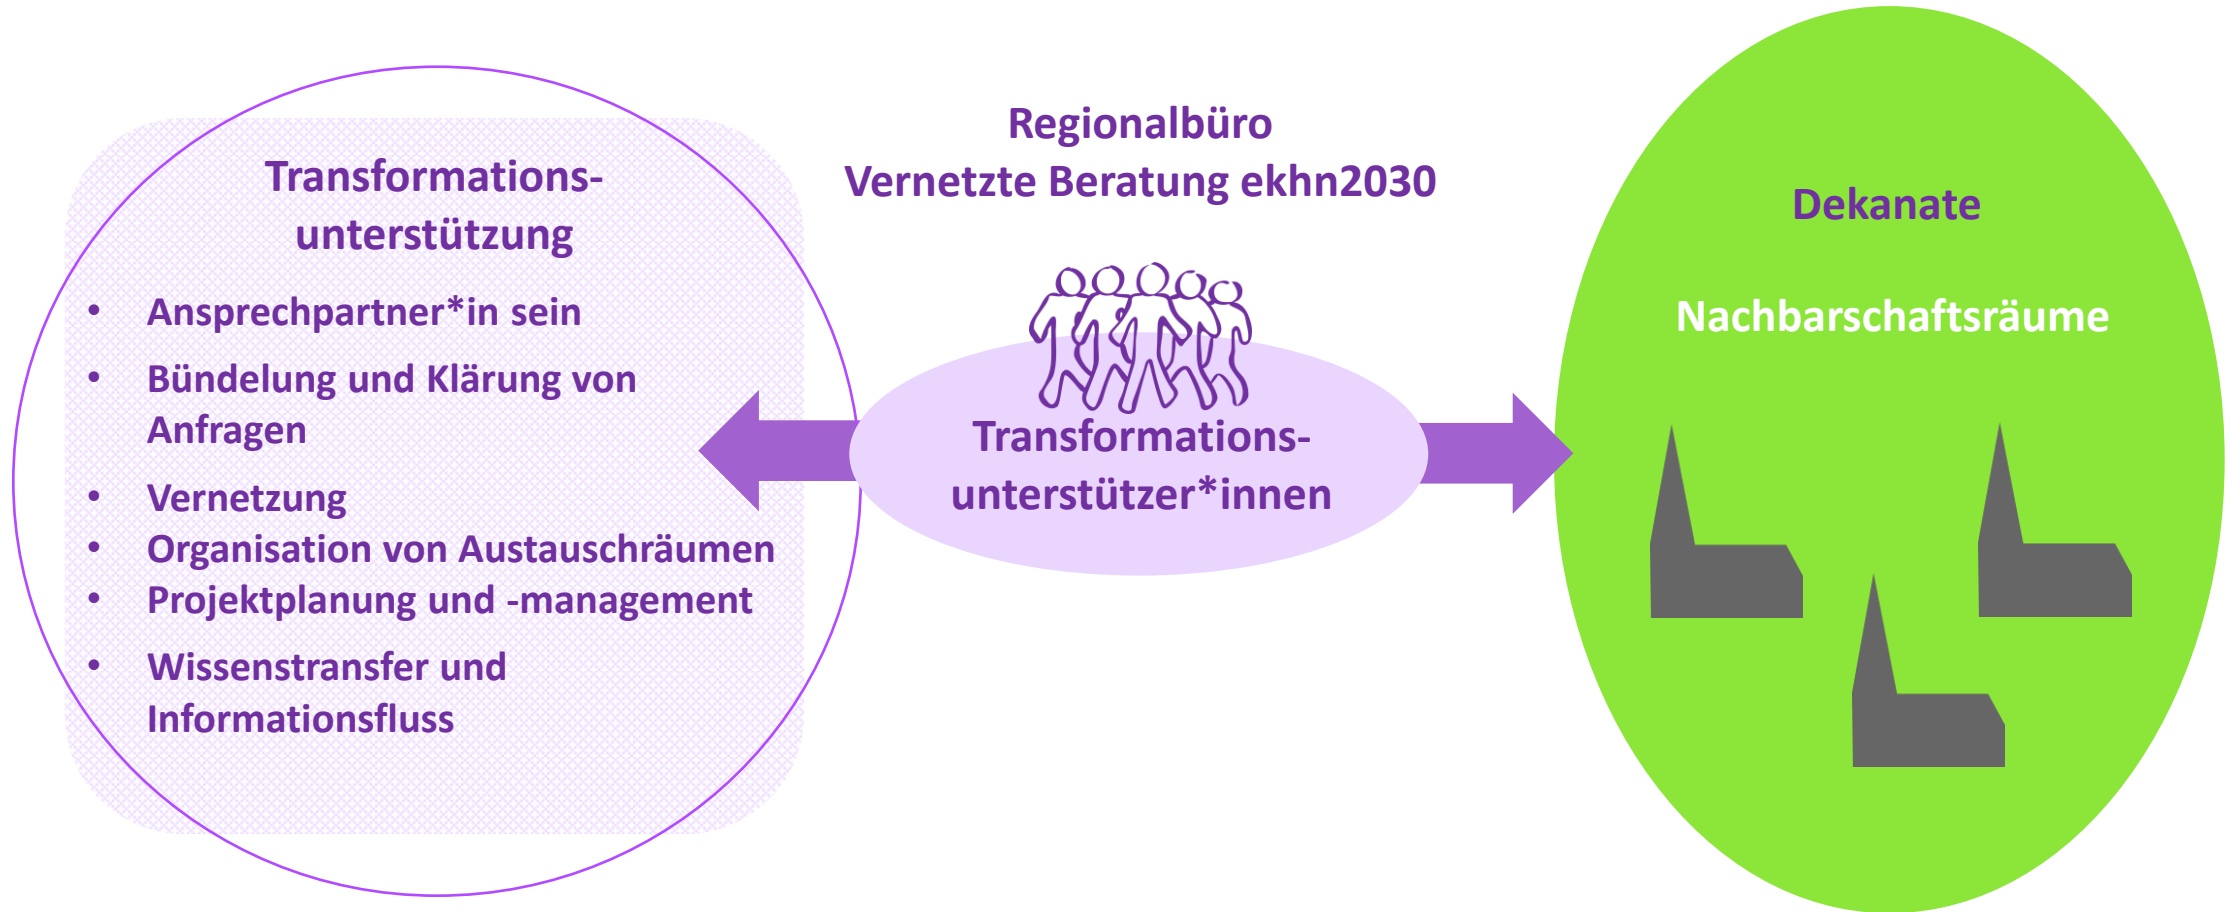 Transformations-
unterstützung
• Ansprechpartner*in sein
• Bündelung und Klärung von
Anfragen
• Vernetzung
• Organisation von Austauschräumen
• Projektplanung und -management
• Wissenstransfer und
Informationsfluss
Regionalbüro
Vernetzte Beratung ekhn2030
Transformations-
unterstützer*innen
Dekanate
Nachbarschaftsräume